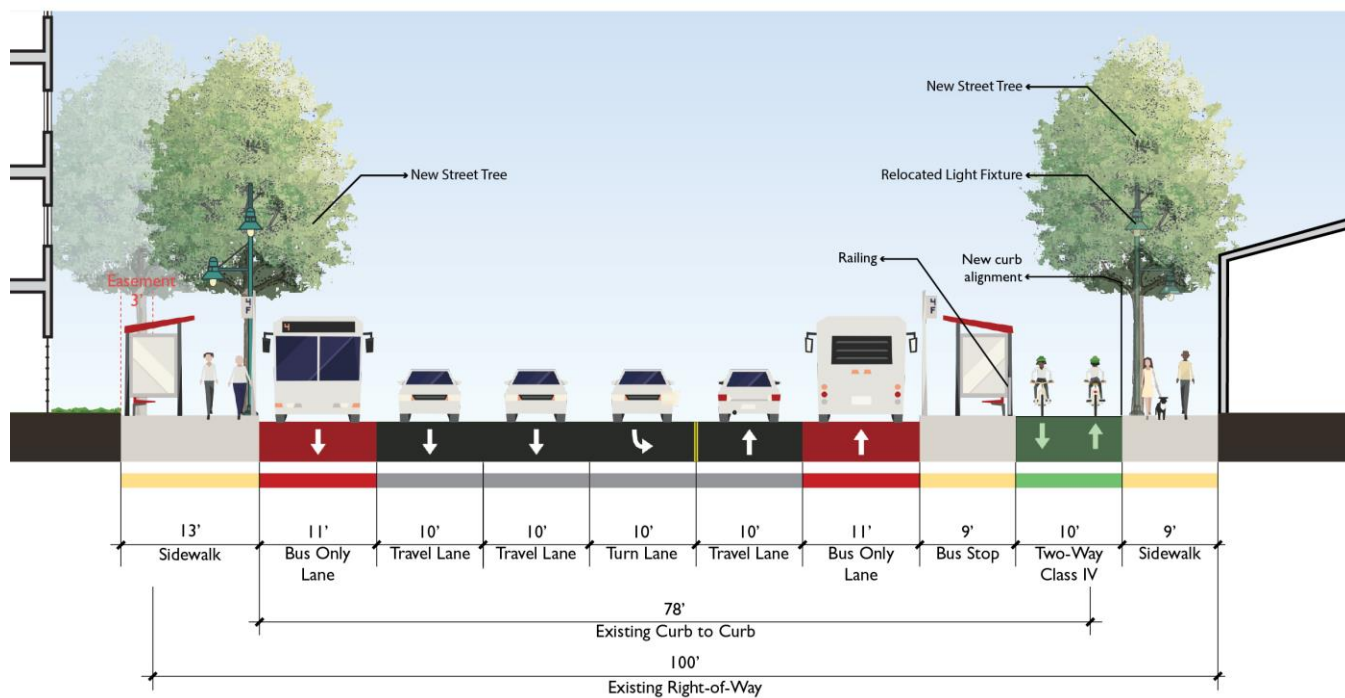 New Street Tree
New Street Tree
Relocated Light Fixture
Railing
New curb
alignment
Easement
3'
4
F
4
F
4
13'
Sidewalk
11'
Bus Only
Lane
10'
Travel Lane
10'
Travel Lane
10'
Turn Lane
10'
Travel Lane
11'
Bus Only
Lane
9'
Bus Stop
10'
Two-Way
Class IV
9'
Sidewalk
78'
Existing Curb to Curb
100'
Existing Right-of-Way